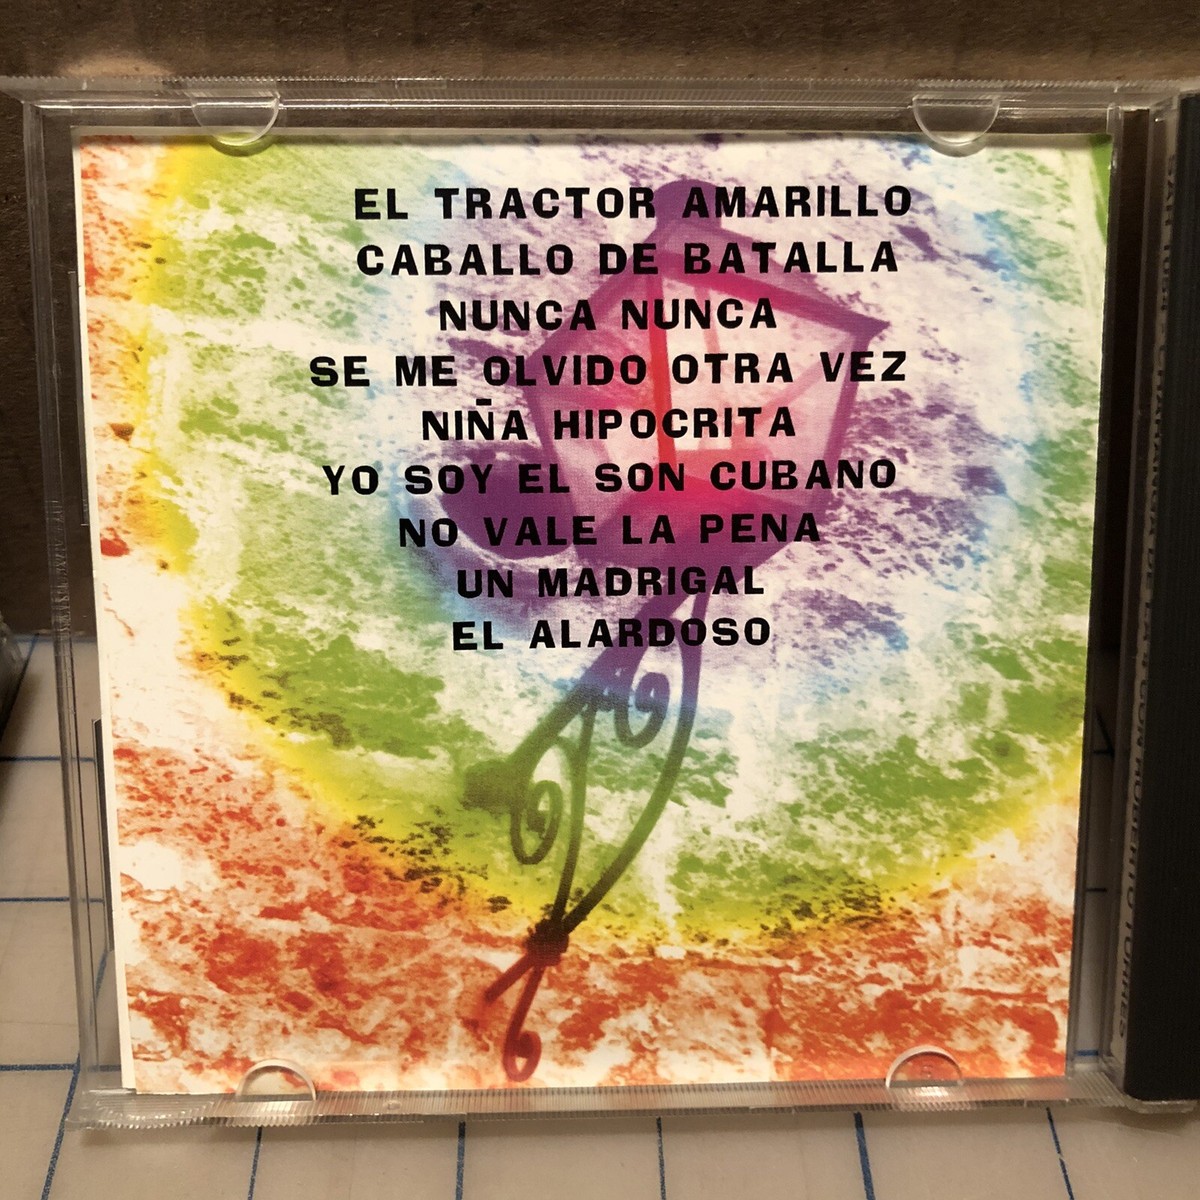 EL TRACTOR AMARILLO
CABALLO DE BATALLA
NUNCA NUNCA
SE ME OLVIDO OTRA VEZ
NIÑA HIPOCRITA
YO SOY EL SON CUBANO
NO VALE LA PENA
UN MADRIGAL
EL ALARDOSO